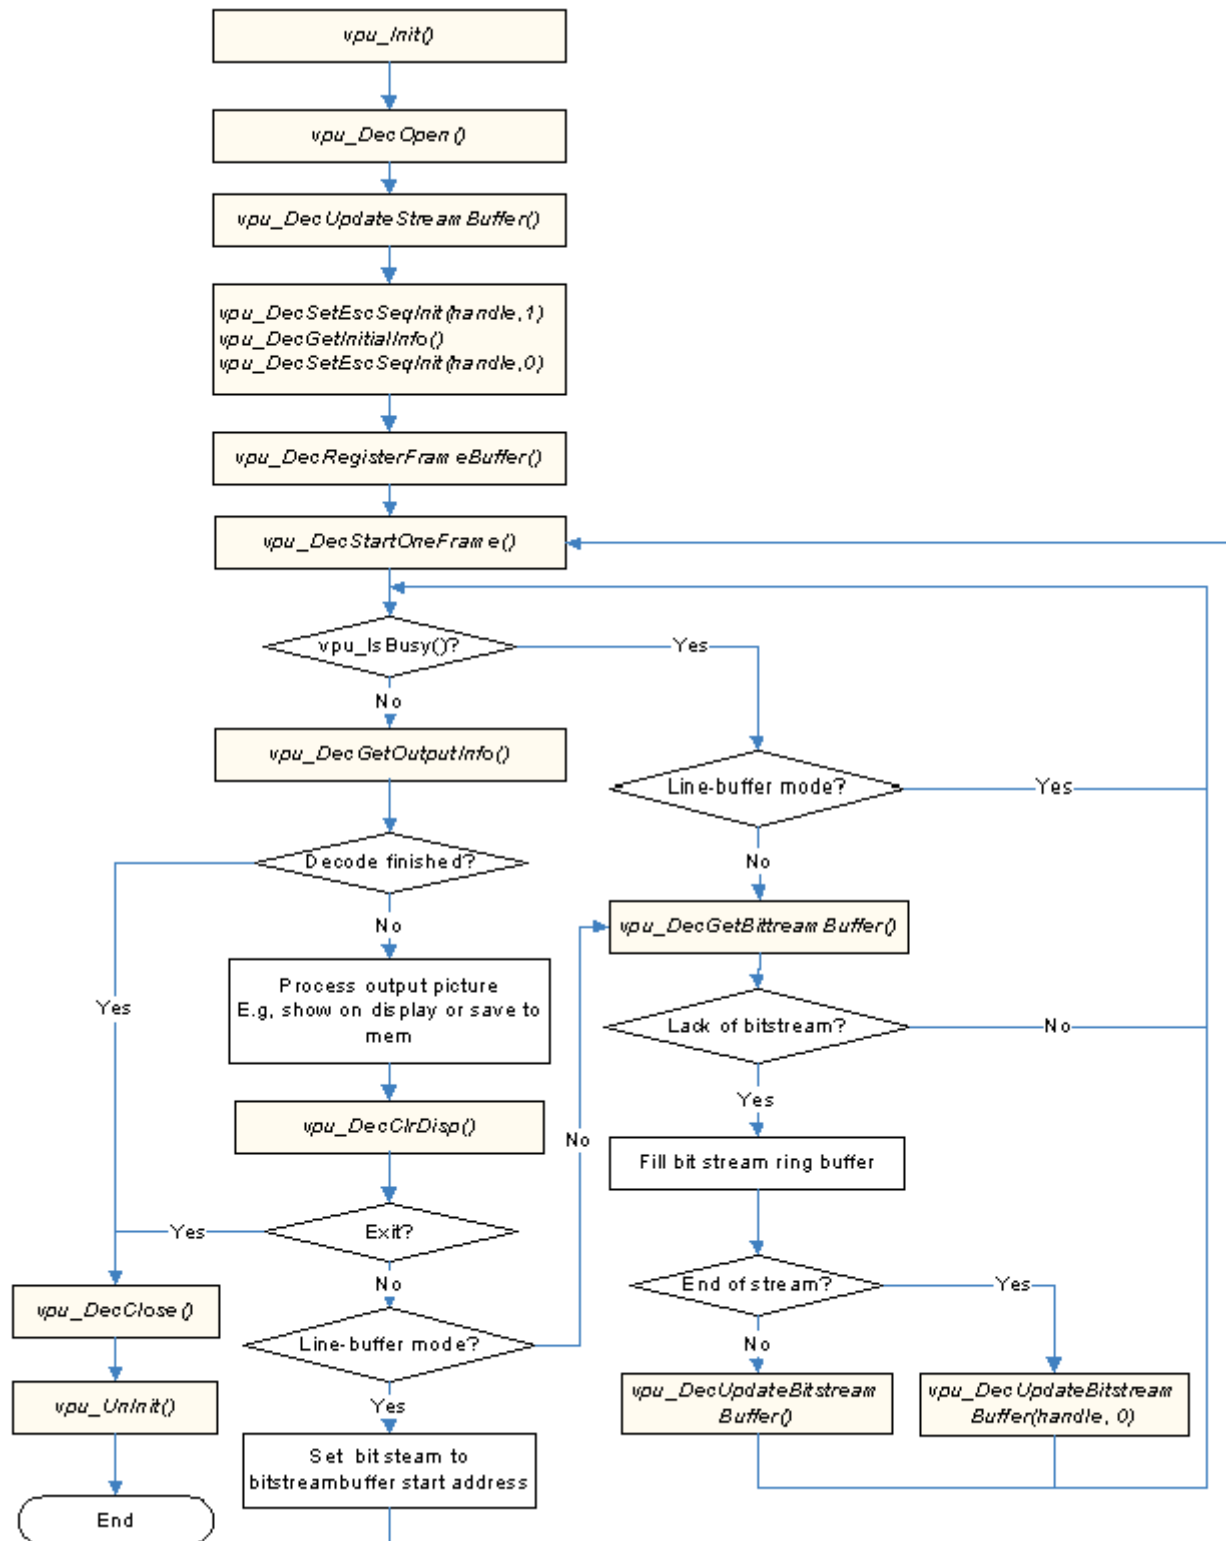 vpu_Init()
vpu_DecOpen()
vpu_DecUpdateStreamBuffer()
vpu_DecSetEscSeqInit(handle,1)
vpu_DecGetInitialInfo()
vpu_DecSetEscSeqInit(handle,0)
vpu_DecRegisterFrameBuffer()
vpu_DecStartOneFrame()
vpu_IsBusy()?
Yes
No
vpu_DecGetOutputInfo()
Line-buffer mode?
Yes
No
Decode finished?
Yes
No
vpu_DecGetBittreamBuffer()
Process output picture
E.g, show on display or save to
mem
Lack of bitstream?
No
Yes
vpu_DecClrDisp()
No
Fill bit stream ring buffer
Exit?
Yes
No
End of stream?
Yes
No
vpu_DecClose()
Line-buffer mode?
Yes
vpu_DecUpdateBitstream
Buffer()
vpu_DecUpdateBitstream
Buffer(handle, 0)
vpu_UnInit()
Set bit steam to
bitstreambuffer start address
End